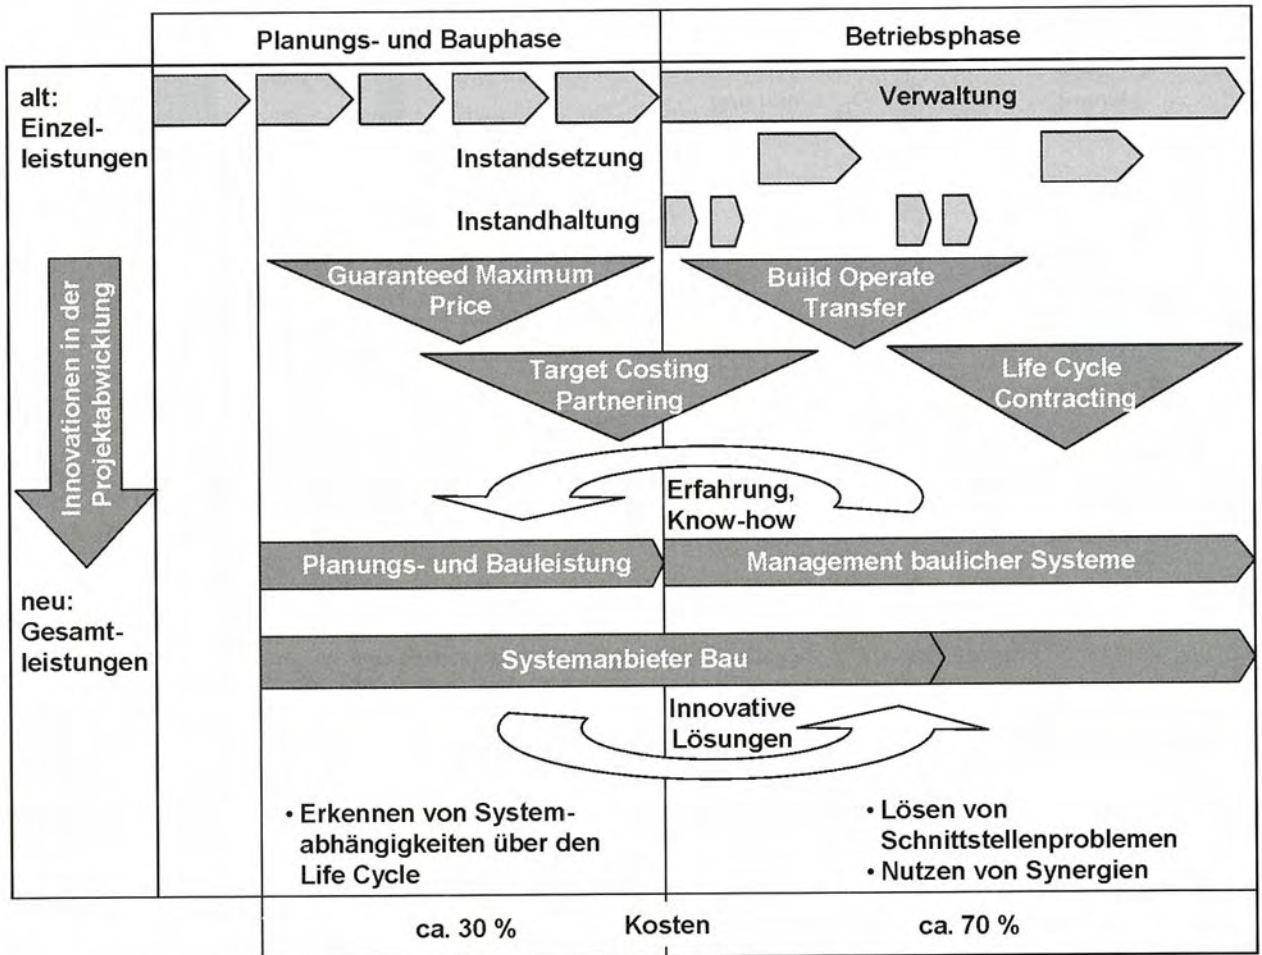 Planungs- und Bauphase
Betriebsphase
alt:
Einzel-
leistungen
Verwaltung
Instandsetzung
Instandhaltung
Innovationen in der
Projektabwicklung
Guaranteed Maximum
Price
Build Operate
Transfer
Target Costing
Partnering
Life Cycle
Contracting
Erfahrung,
Know-how
Planungs- und Bauleistung
Management baulicher Systeme
neu:
Gesamt-
leistungen
Systemanbieter Bau
Innovative
Lösungen
• Erkennen von System-
abhängigkeiten über den
Life Cycle
• Lösen von
Schnittstellenproblemen
• Nutzen von Synergien
ca. 30 %
Kosten
ca. 70 %